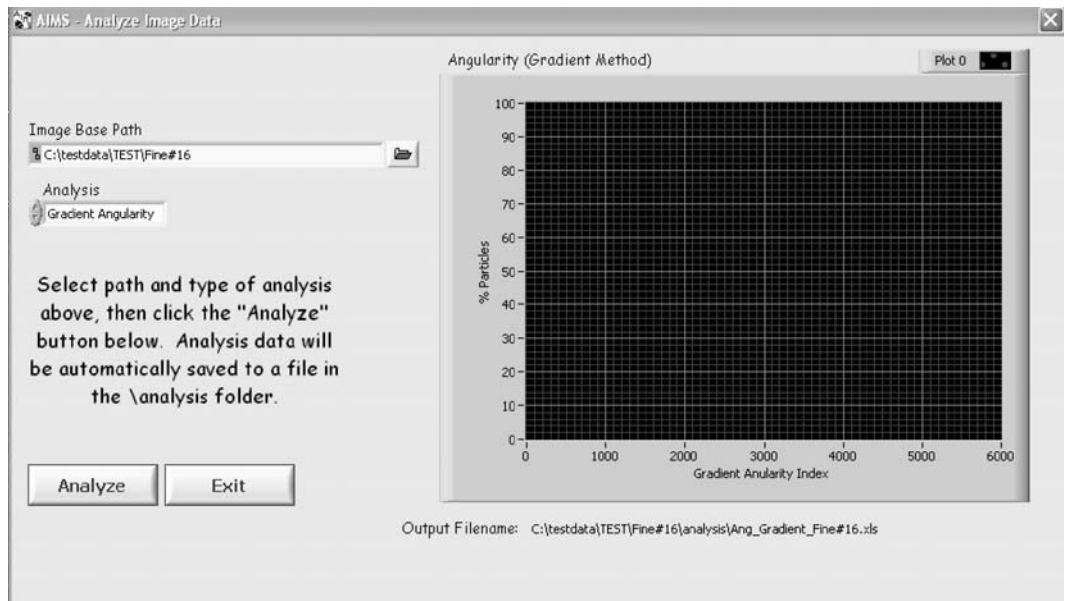 AIMS - Analyze Image Data
Angularity (Gradient Method)
Plot 0
Image Base Path
C:\testdata\TEST\Fine#16
Analysis
Gradient Angularity
Select path and type of analysis
above, then click the "Analyze"
button below. Analysis data will
be automatically saved to a file in
the \analysis folder.
Analyze
Exit
% Particles
100
90
80
70
60
50
40
30
20
10
0
0 1000 2000 3000 4000 5000 6000
Gradient Anularity Index
Output Filename: C:\testdata\TEST\Fine#16\analysis\Ang_Gradient_Fine#16.xls